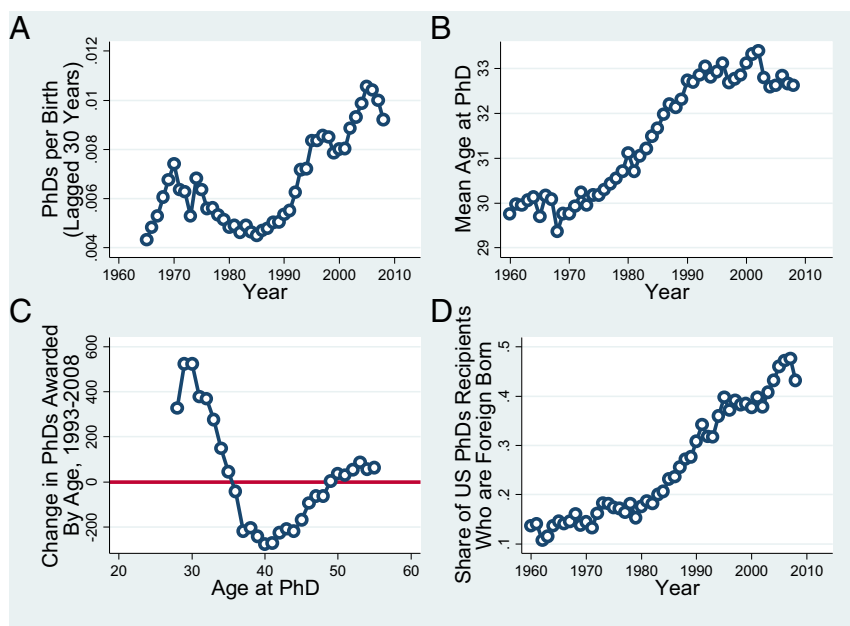 A
PhDs per Birth
(Lagged 30 Years)
.004 .006 .008 .01 .012
1960 1970 1980 1990 2000 2010
Year
B
Mean Age at PhD
29 30 31 32 33
1960 1970 1980 1990 2000 2010
Year
C
Change in PhDs Awarded
By Age, 1993-2008
-200 0 200 400 600
20 30 40 50 60
Age at PhD
D
Share of US PhDs Recipients
Who are Foreign Born
.1 .2 .3 .4 .5
1960 1970 1980 1990 2000 2010
Year